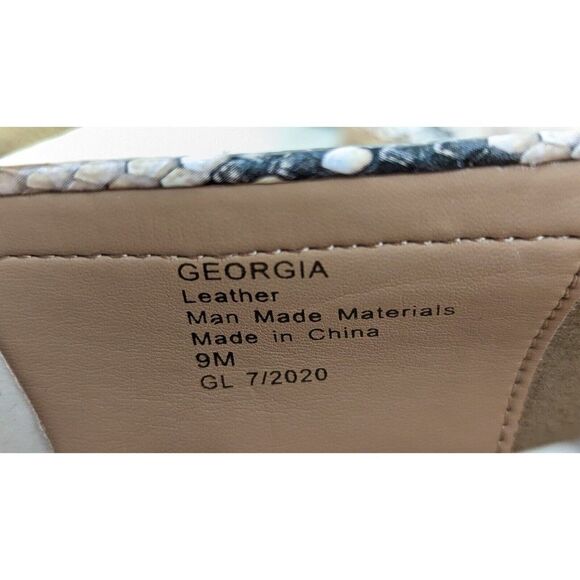 GEORGIA
Leather
Man Made Materials
Made in China
9M
GL 7/2020